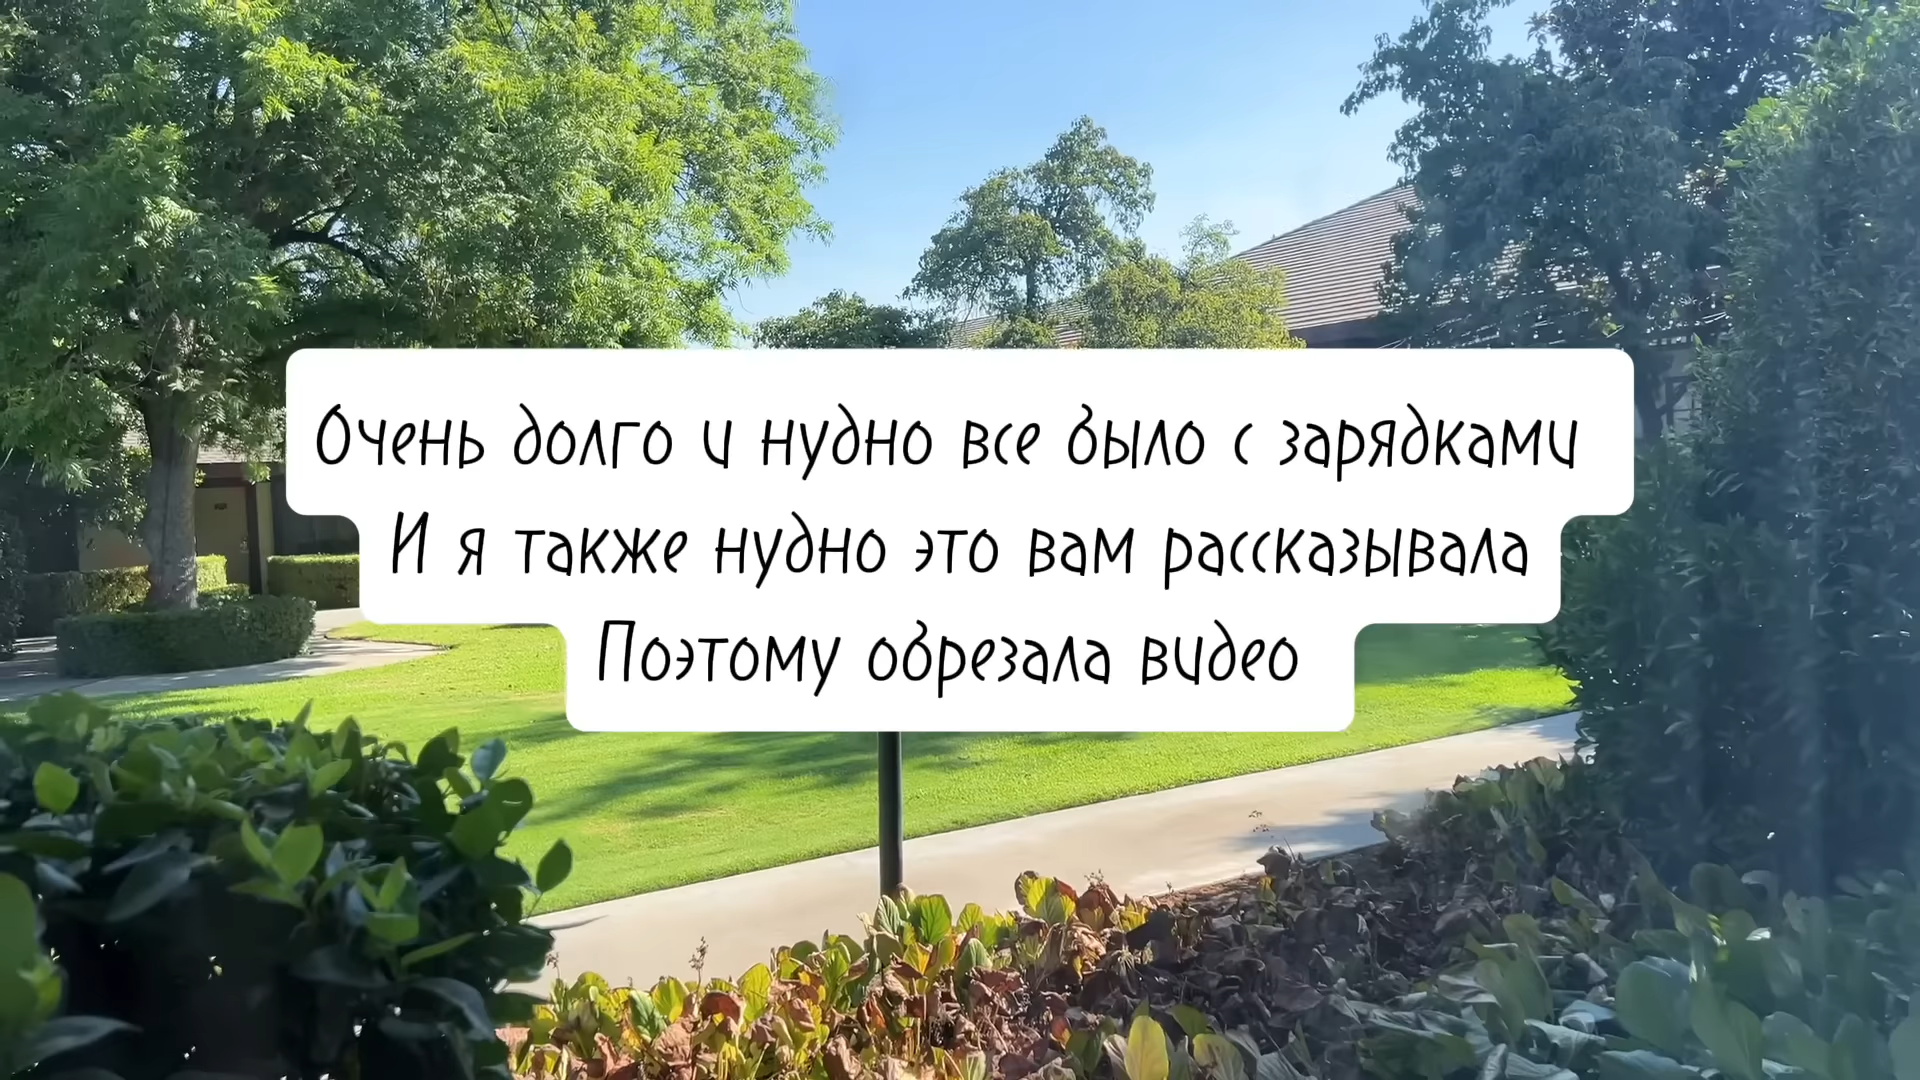 Очень долго и нудно все было с зарядками
И я также нудно это вам рассказывала
Поэтому обрезала видео